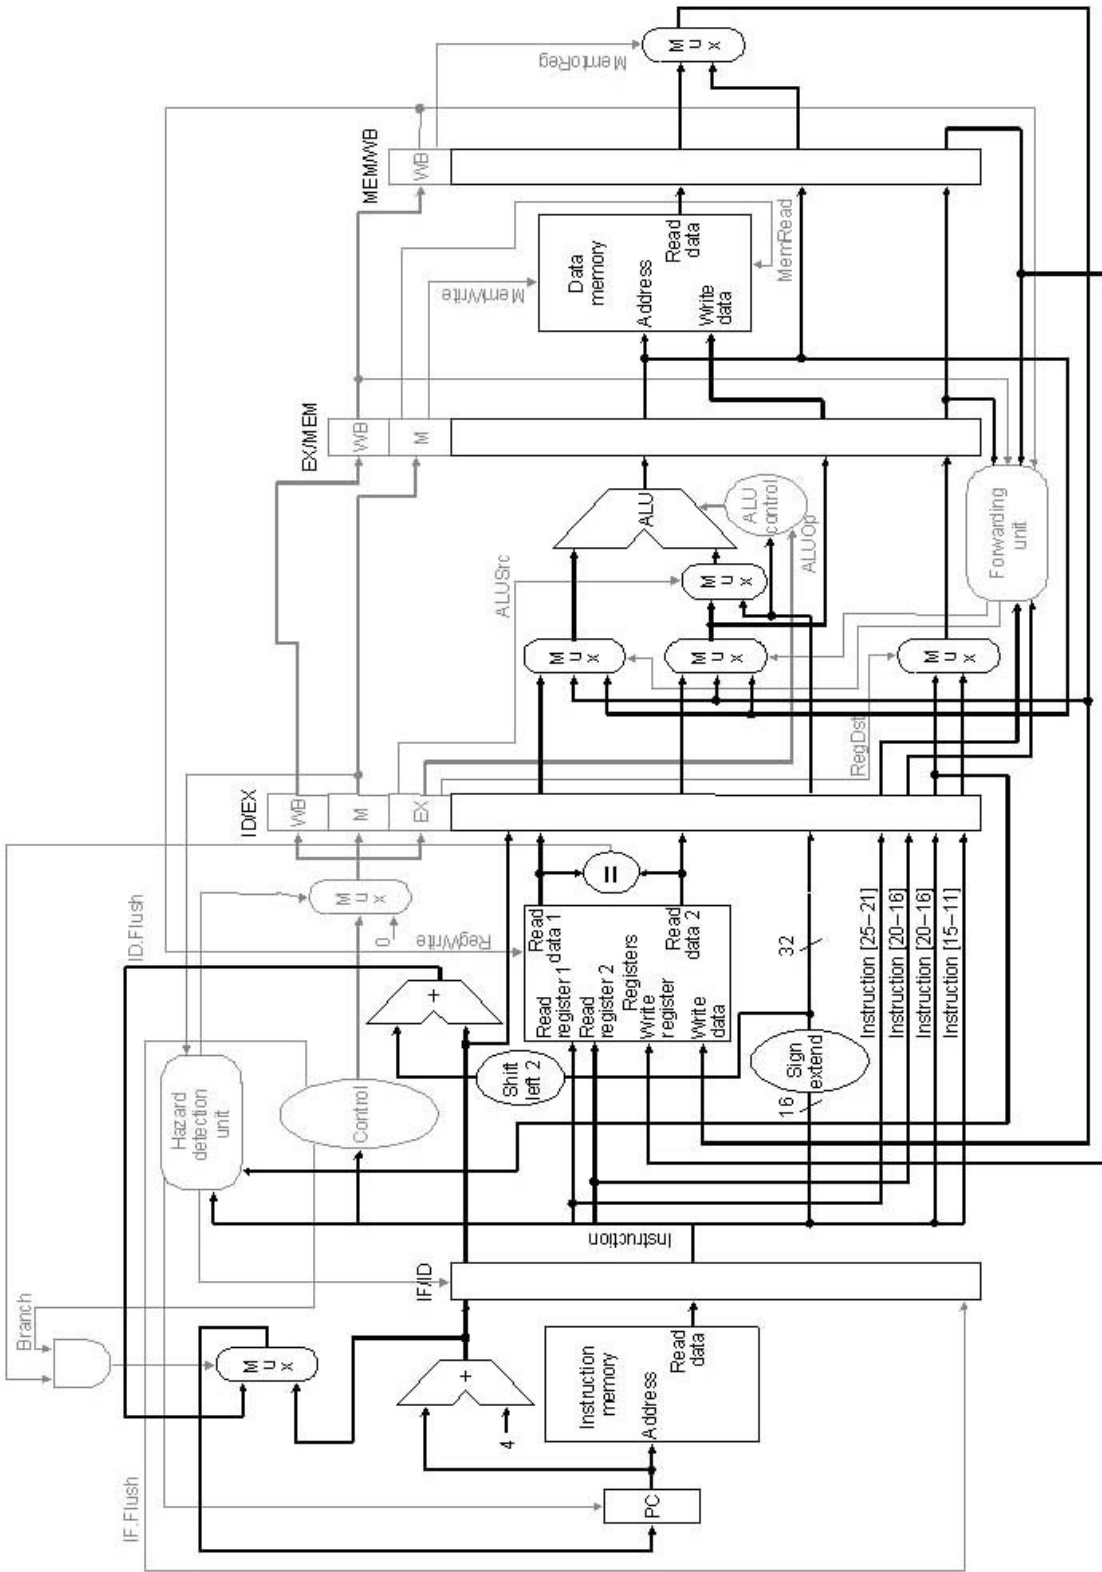 IF.Flush
Branch
ID.Flush
Hazard
detection
unit
Control
0
M
u
x
ID/EX
WB
M
EX
EX/MEM
WB
M
MEM/WB
WB
IF/ID
M
u
x
+
4
PC
Address
Instruction
memory
Read
data
Instruction
+
Shift
left 2
RegWrite
Read
register 1
Read
data 1
Read
register 2
Registers
Write
register
Read
data 2
Write
data
=
16
Sign
extend
32
Instruction [25–21]
Instruction [20–16]
Instruction [20–16]
Instruction [15–11]
RegDst
ALUSrc
M
u
x
M
u
x
M
u
x
M
u
x
ALU
ALU
control
ALUOp
Forwarding
unit
MemWrite
Data
memory
Address
Read
data
Write
data
MemRead
MemtoReg
M
u
x